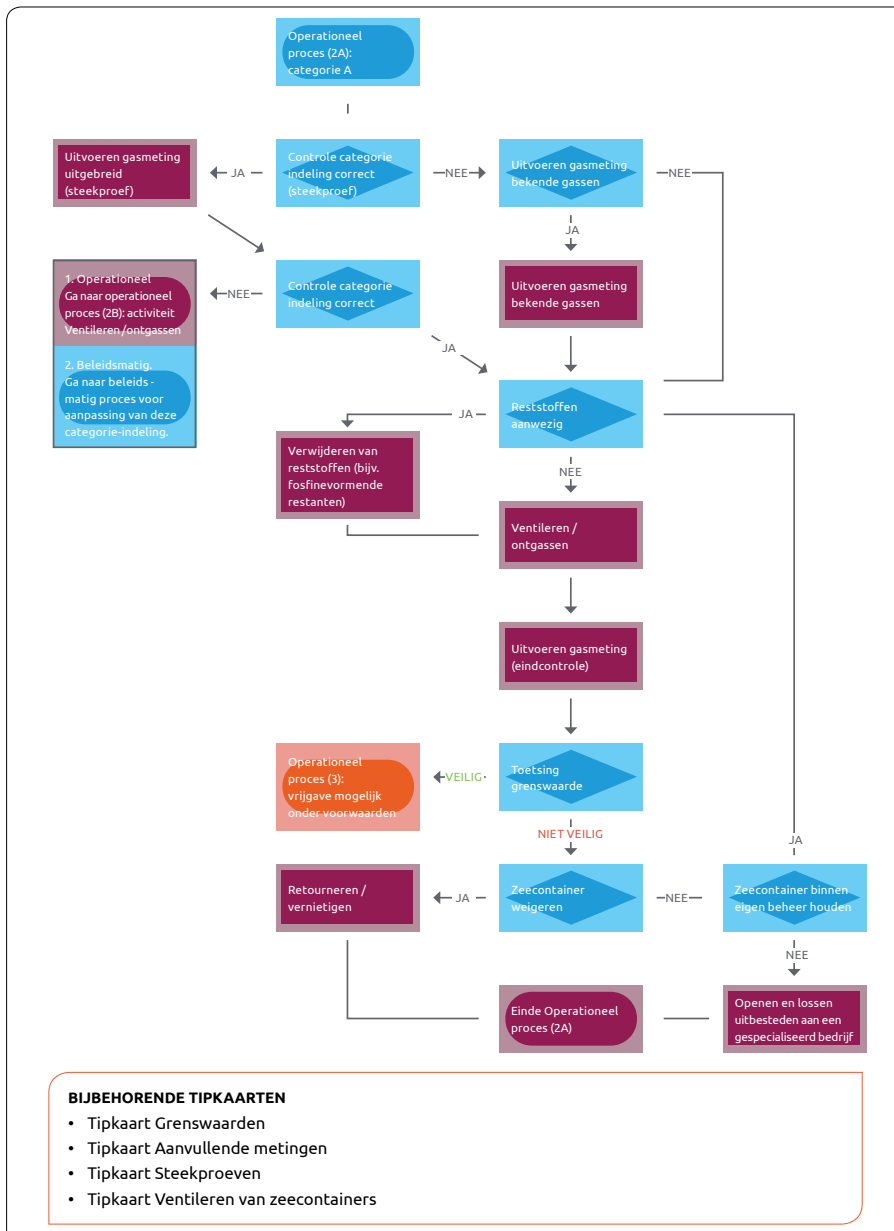 Operationeel
proces (2A):
categorie A
Uitvoeren gasmeting
uitgebreid
(steekproef)
JA
Controle categorie
indeling correct
(steekproef)
NEE
Uitvoeren gasmeting
bekende gassen
NEE
JA
1. Operationeel
Ga naar operationeel
proces (2B): activiteit
Ventileren/ontgassen
2. Beleidsmatig.
Ga naar beleids-
matig proces voor
aanpassing van deze
categorie-indeling.
NEE
Controle categorie
indeling correct
Uitvoeren gasmeting
bekende gassen
JA
JA
Reststoffen
aanwezig
Verwijderen van
reststoffen (bijv.
fosfinevormende
restanten)
NEE
Ventileren /
ontgassen
Uitvoeren gasmeting
(eindcontrole)
Operationeel
proces (3):
vrijgave mogelijk
onder voorwaarden
VEILIG
Toetsing
grenswaarde
NIET VEILIG
JA
Retourneren /
vernietigen
JA
Zeecontainer
weigeren
NEE
Zeecontainer binnen
eigen beheer houden
NEE
Einde Operationeel
proces (2A)
Openen en lossen
uitbesteden aan een
gespecialiseerd bedrijf
BIJBEHORENDE TIPKAARTEN
• Tipkaart Grenswaarden
• Tipkaart Aanvullende metingen
• Tipkaart Steekproeven
• Tipkaart Ventileren van zeecontainers